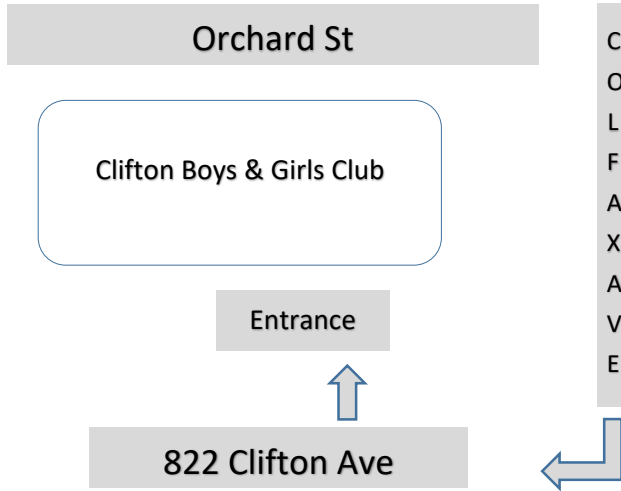 Orchard St
Clifton Boys & Girls Club
Entrance
822 Clifton Ave
C
O
L
F
A
X
A
V
E